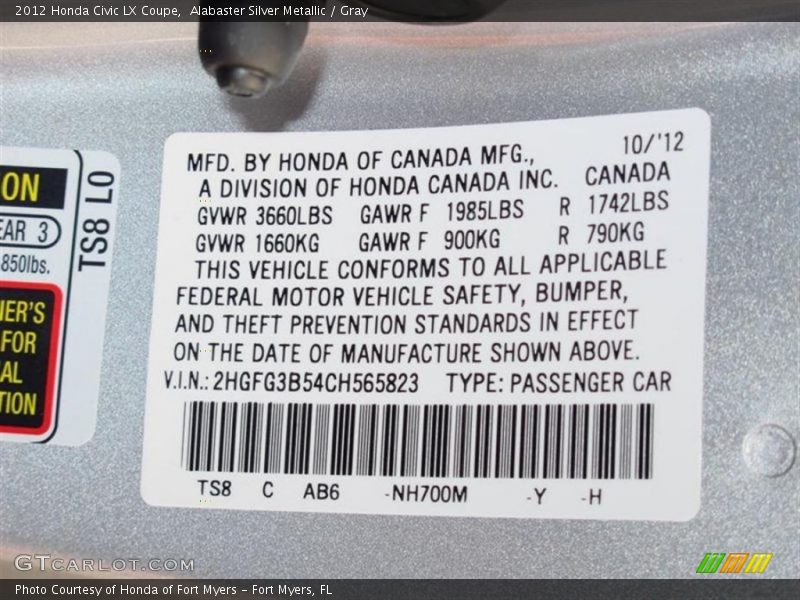 2012 Honda Civic LX Coupe, Alabaster Silver Metallic / Gray
MFD. BY HONDA OF CANADA MFG., 10/'12
A DIVISION OF HONDA CANADA INC. CANADA
GVWR 3660LBS GAWR F 1985LBS R 1742LBS
GVWR 1660KG GAWR F 900KG R 790KG
THIS VEHICLE CONFORMS TO ALL APPLICABLE
FEDERAL MOTOR VEHICLE SAFETY, BUMPER,
AND THEFT PREVENTION STANDARDS IN EFFECT
ON THE DATE OF MANUFACTURE SHOWN ABOVE.
V.I.N.: 2HGFG3B54CH565823 TYPE: PASSENGER CAR
TS8 C AB6 -NH700M -Y -H
ON
EAR 3
850lbs.
NER'S
FOR
AL
TION
TS8 L0
GTCARLOT.COM
Photo Courtesy of Honda of Fort Myers – Fort Myers, FL